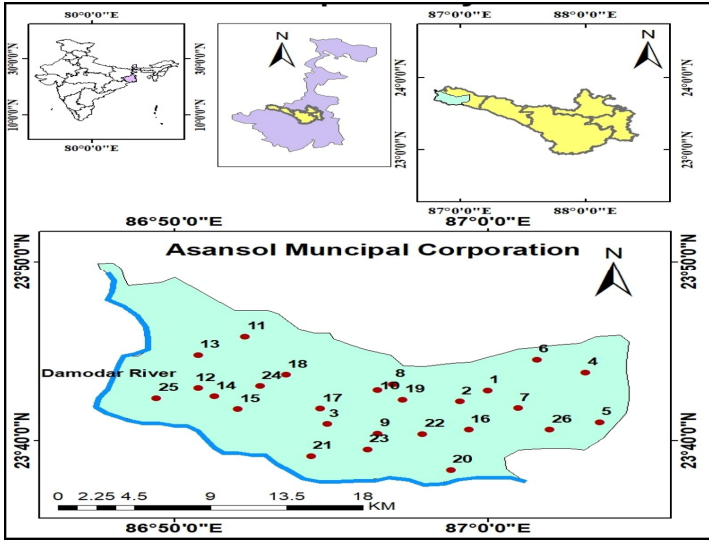 80°0'0"E
30°0'0"N
10°0'0"N
30°0'0"N
10°0'0"N
80°0'0"E
N
87°0'0"E 88°0'0"E
N
24°0'0"N
23°0'0"N
24°0'0"N
23°0'0"N
87°0'0"E 88°0'0"E
86°50'0"E 87°0'0"E
Asansol Muncipal Corporation
N
23°50'0"N
23°50'0"N
11
13
6
4
18
8
Damodar River
12
24
1
25
14
19
2
15
17
7
3
5
9
22
16
26
21
23
20
23°40'0"N
23°40'0"N
0 2.25 4.5 9 13.5 18
KM
86°50'0"E 87°0'0"E